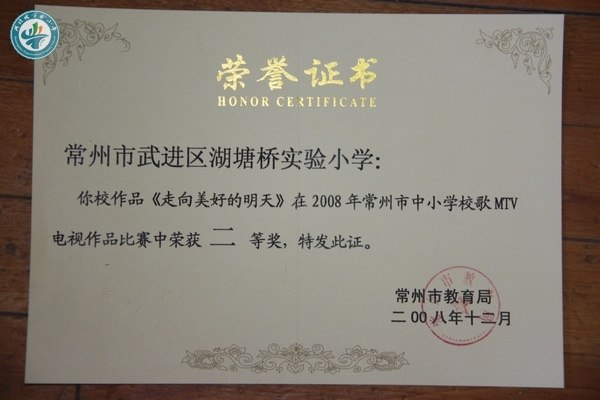 荣誉证书
HONOR CERTIFICATE
常州市武进区湖塘桥实验小学:
你校作品《走向美好的明天》在2008年常州市中小学校歌MTV
电视作品比赛中荣获 二 等奖，特发此证。
常州市教育局
二00八年十二月